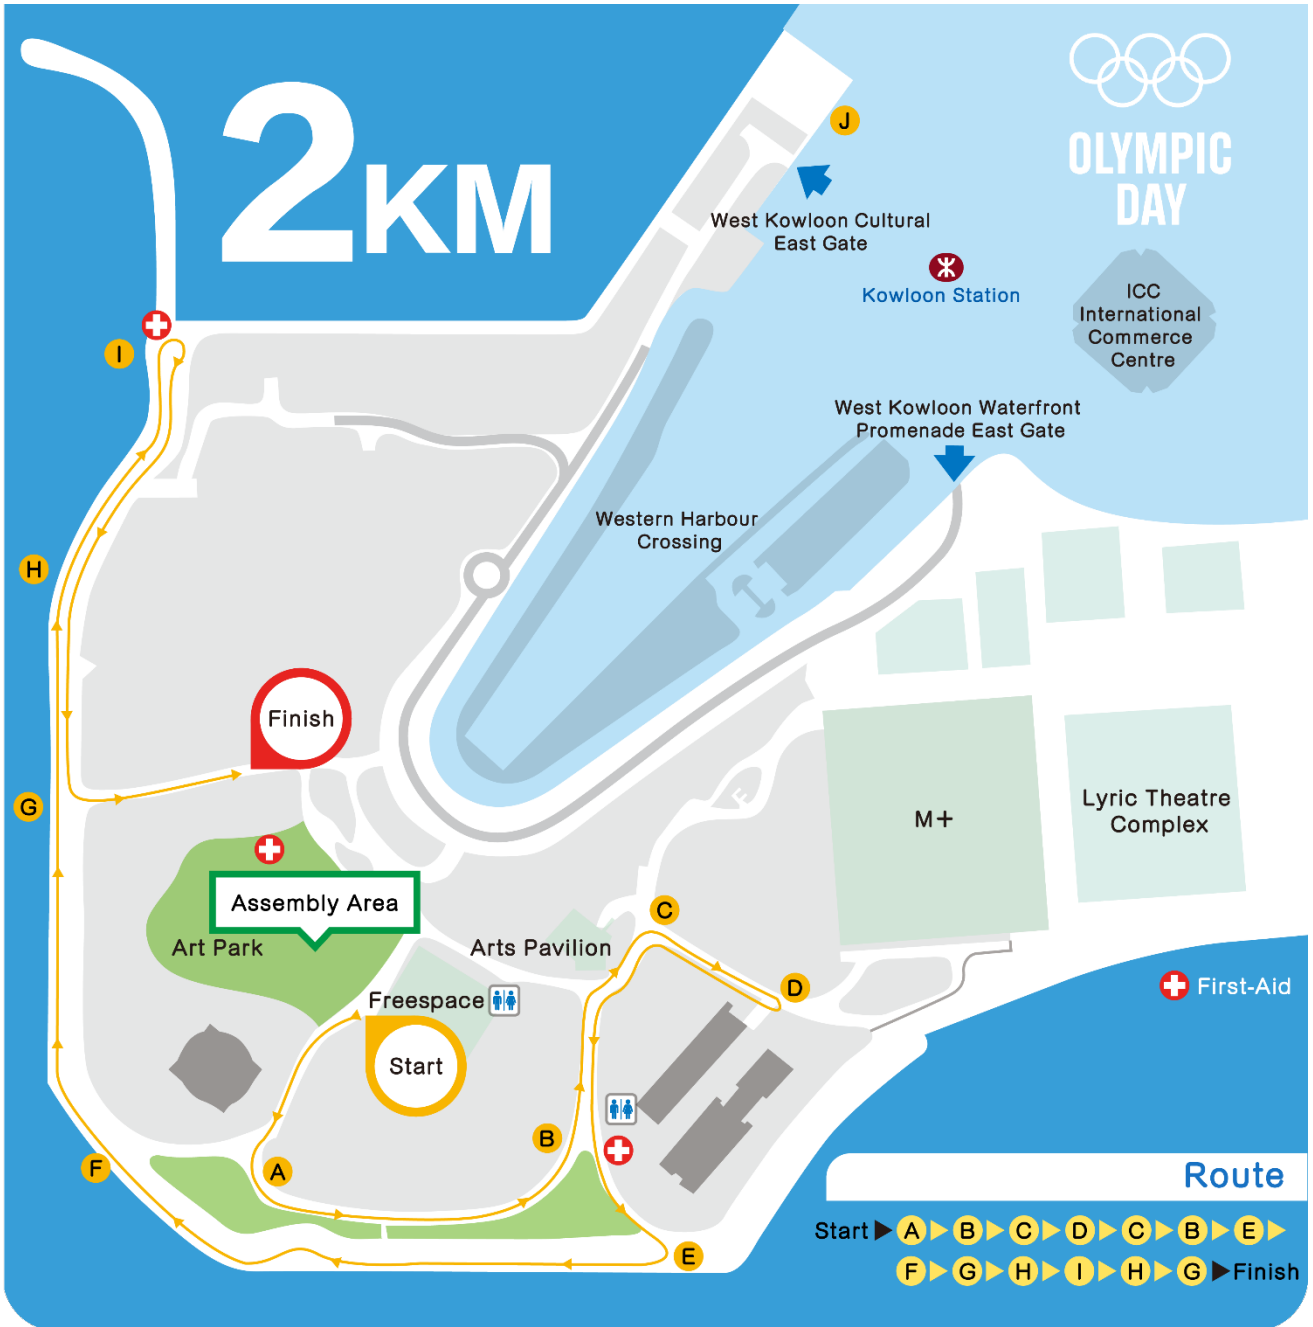 2KM
OLYMPIC
DAY
J
West Kowloon Cultural
East Gate
Kowloon Station
ICC
International
Commerce
Centre
I
West Kowloon Waterfront
Promenade East Gate
Western Harbour
Crossing
H
Finish
G
M+
Lyric Theatre
Complex
Assembly Area
Art Park
Arts Pavilion
C
D
Freespace
First-Aid
Start
B
A
F
E
Route
Start A B C D C B E
F G H I H G Finish